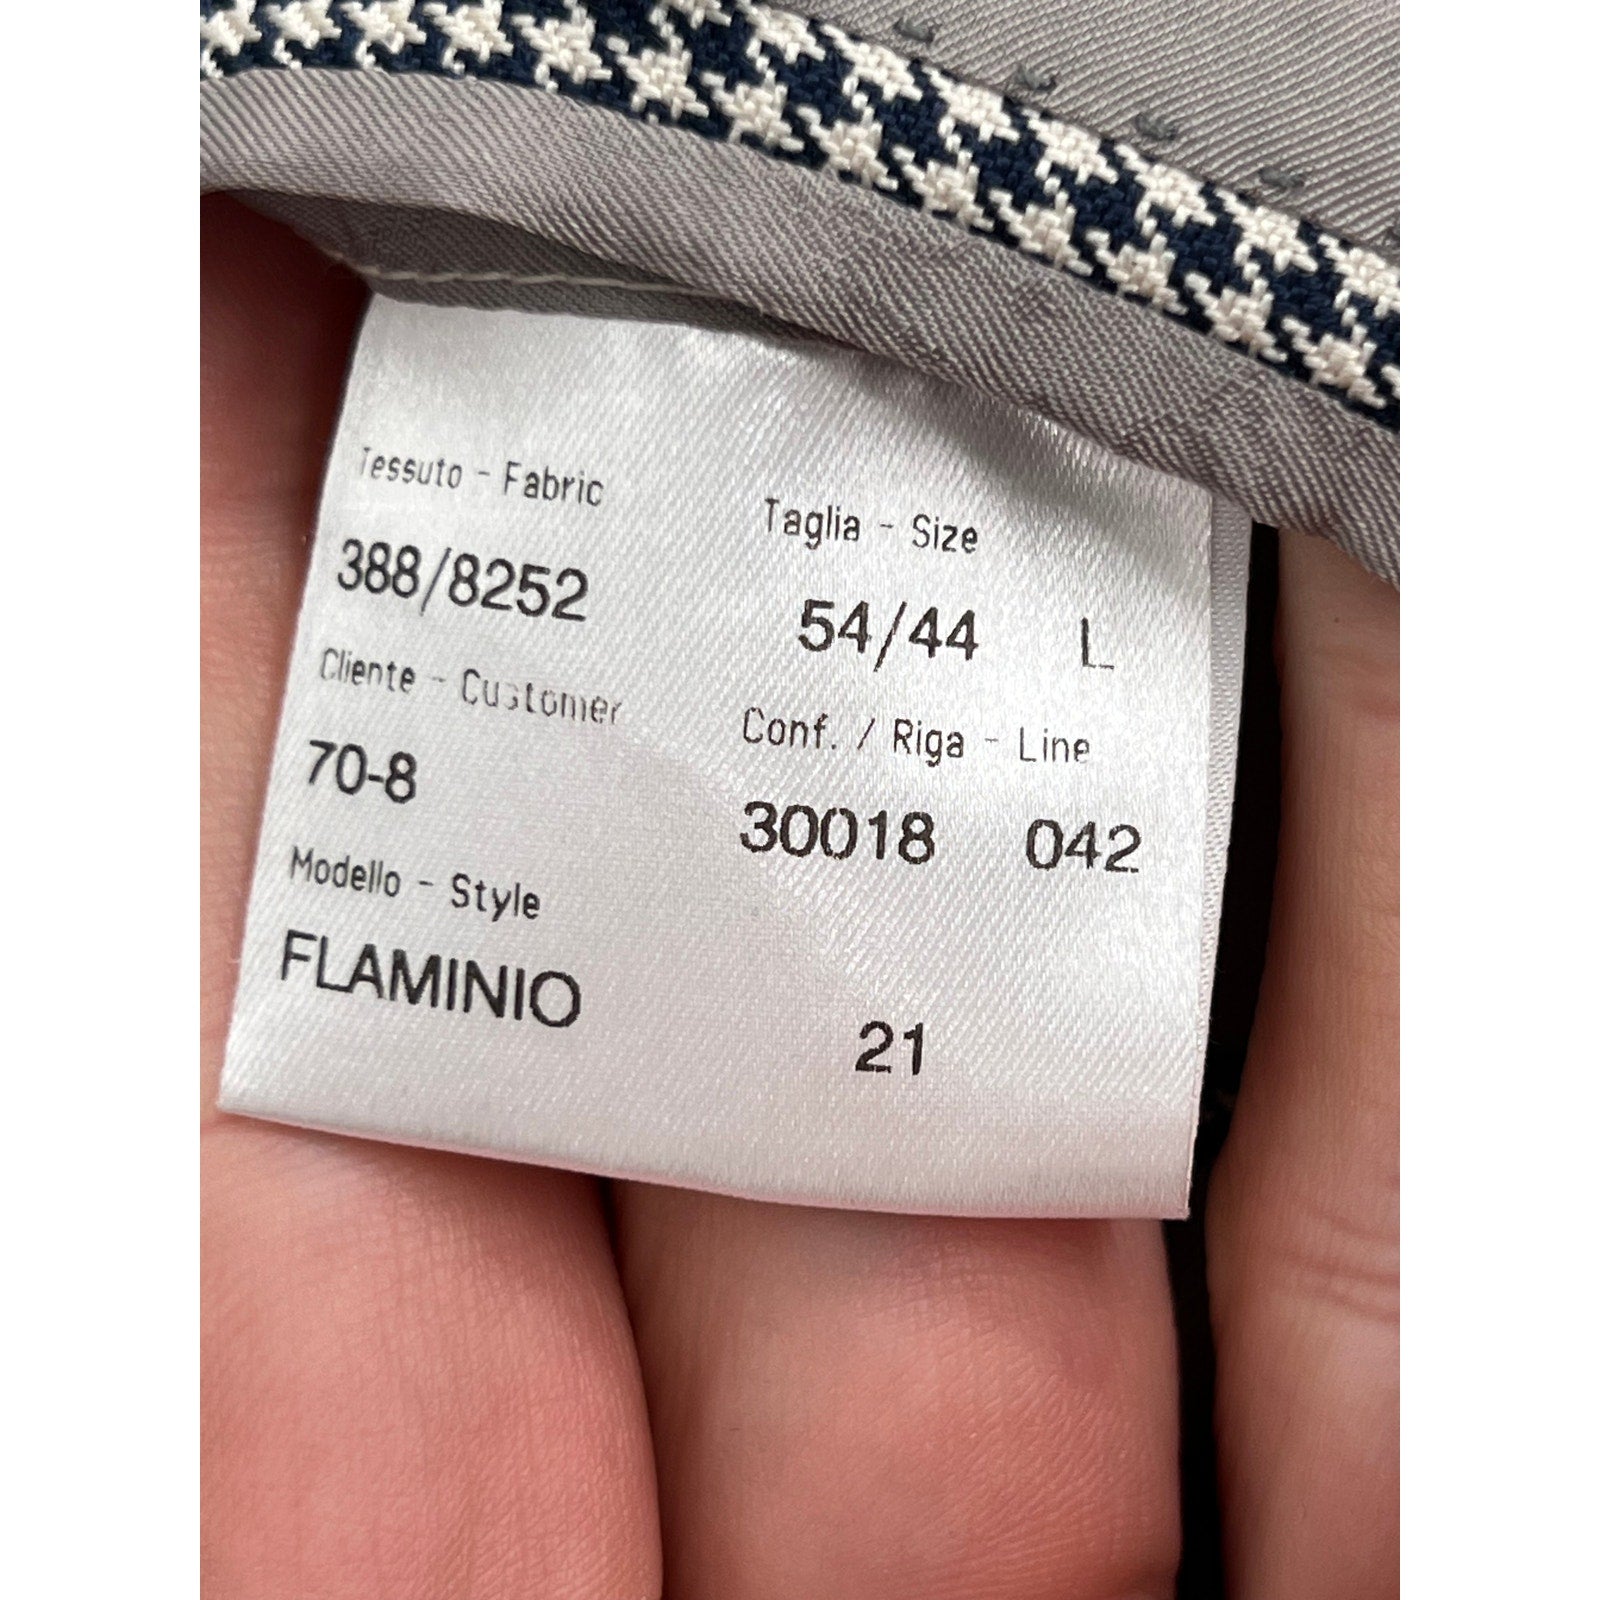 Tessuto - Fabric
388/8252
Cliente - Customer
70-8
Modello - Style
FLAMINIO
Taglia - Size
54/44 L
Conf. / Riga - Line
30018 042
21